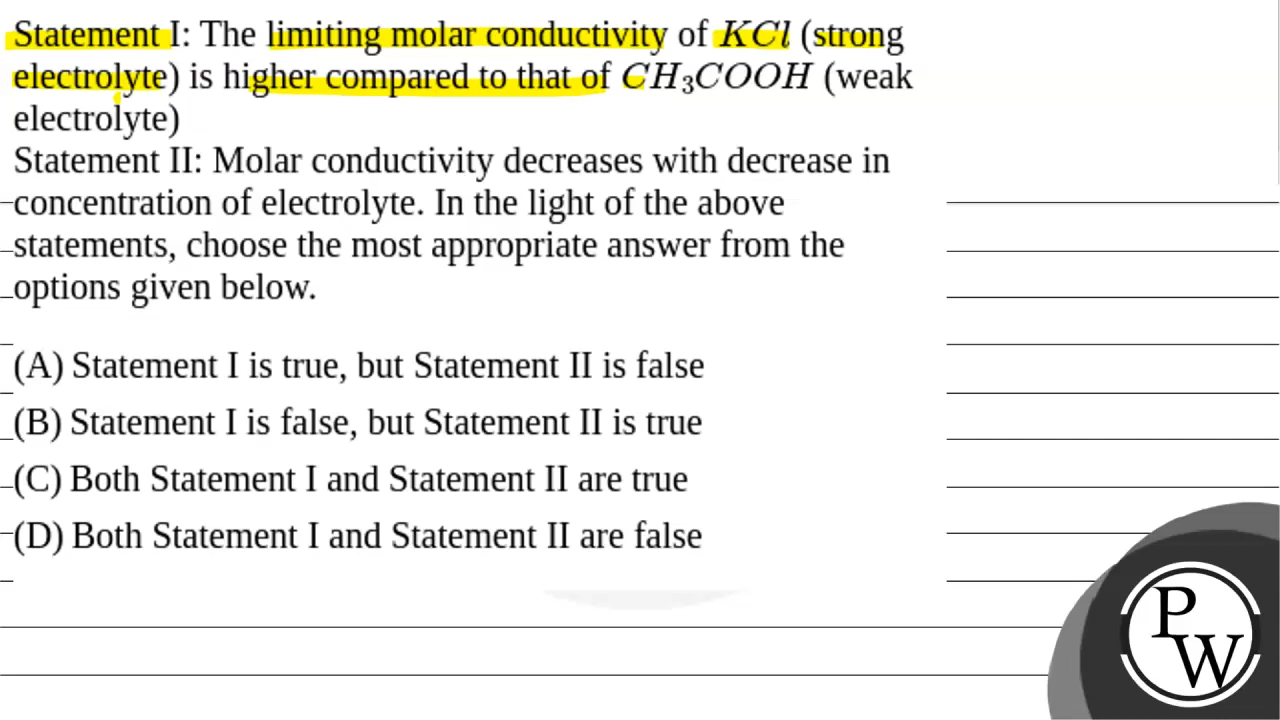 Statement I: The limiting molar conductivity of KCl (strong
electrolyte) is higher compared to that of CH₃COOH (weak
electrolyte)
Statement II: Molar conductivity decreases with decrease in
concentration of electrolyte. In the light of the above
statements, choose the most appropriate answer from the
options given below.
(A) Statement I is true, but Statement II is false
(B) Statement I is false, but Statement II is true
(C) Both Statement I and Statement II are true
(D) Both Statement I and Statement II are false
P
W